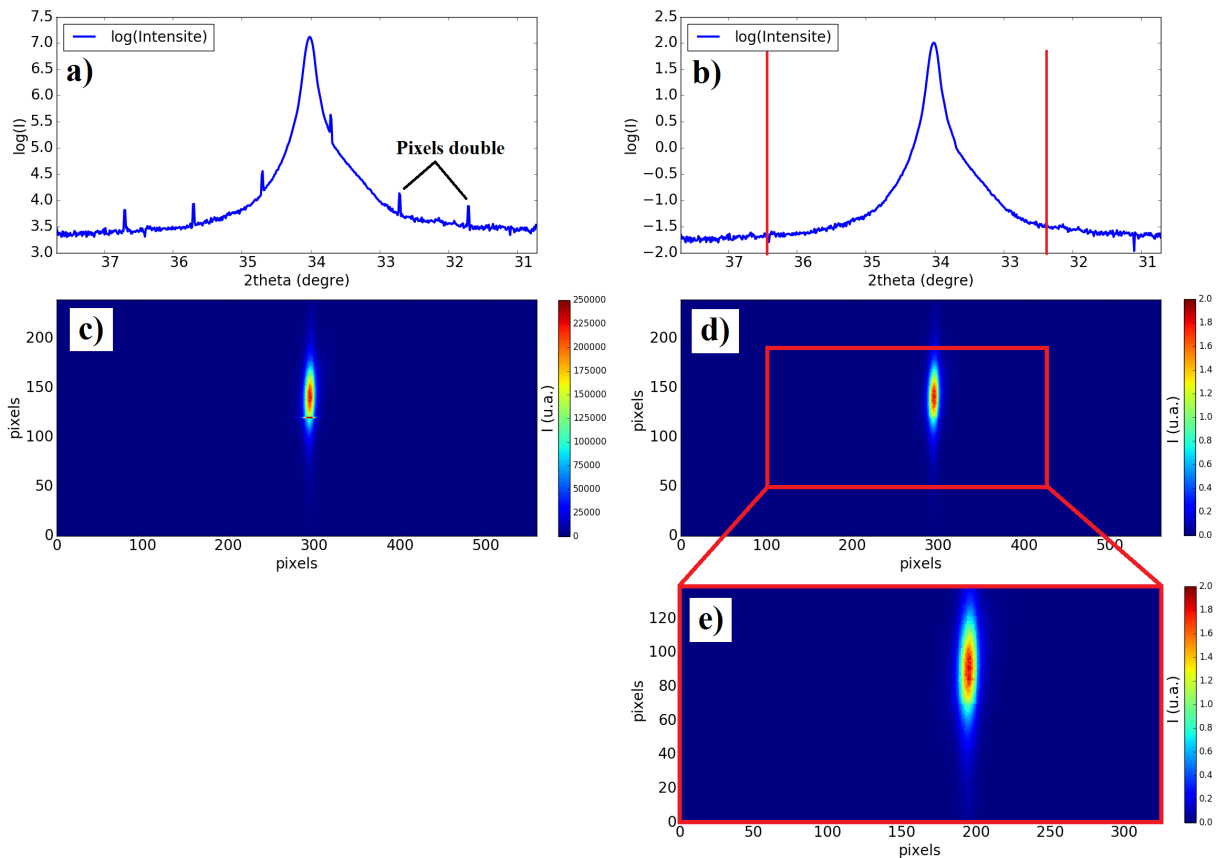 a)
log(Intensite)
Pixels double
log(I)
7.5
7.0
6.5
6.0
5.5
5.0
4.5
4.0
3.5
3.0
37 36 35 34 33 32 31
2theta (degre)
b)
log(Intensite)
log(I)
2.5
2.0
1.5
1.0
0.5
0.0
−0.5
−1.0
−1.5
−2.0
37 36 35 34 33 32 31
2theta (degre)
c)
pixels
200
150
100
50
0
0 100 200 300 400 500
pixels
I (u.a.)
250000
225000
200000
175000
150000
125000
100000
75000
50000
25000
0
d)
pixels
200
150
100
50
0
0 100 200 300 400 500
pixels
I (u.a.)
2.0
1.8
1.6
1.4
1.2
1.0
0.8
0.6
0.4
0.2
0.0
e)
pixels
120
100
80
60
40
20
0
0 50 100 150 200 250 300
pixels
I (u.a.)
2.0
1.8
1.6
1.4
1.2
1.0
0.8
0.6
0.4
0.2
0.0